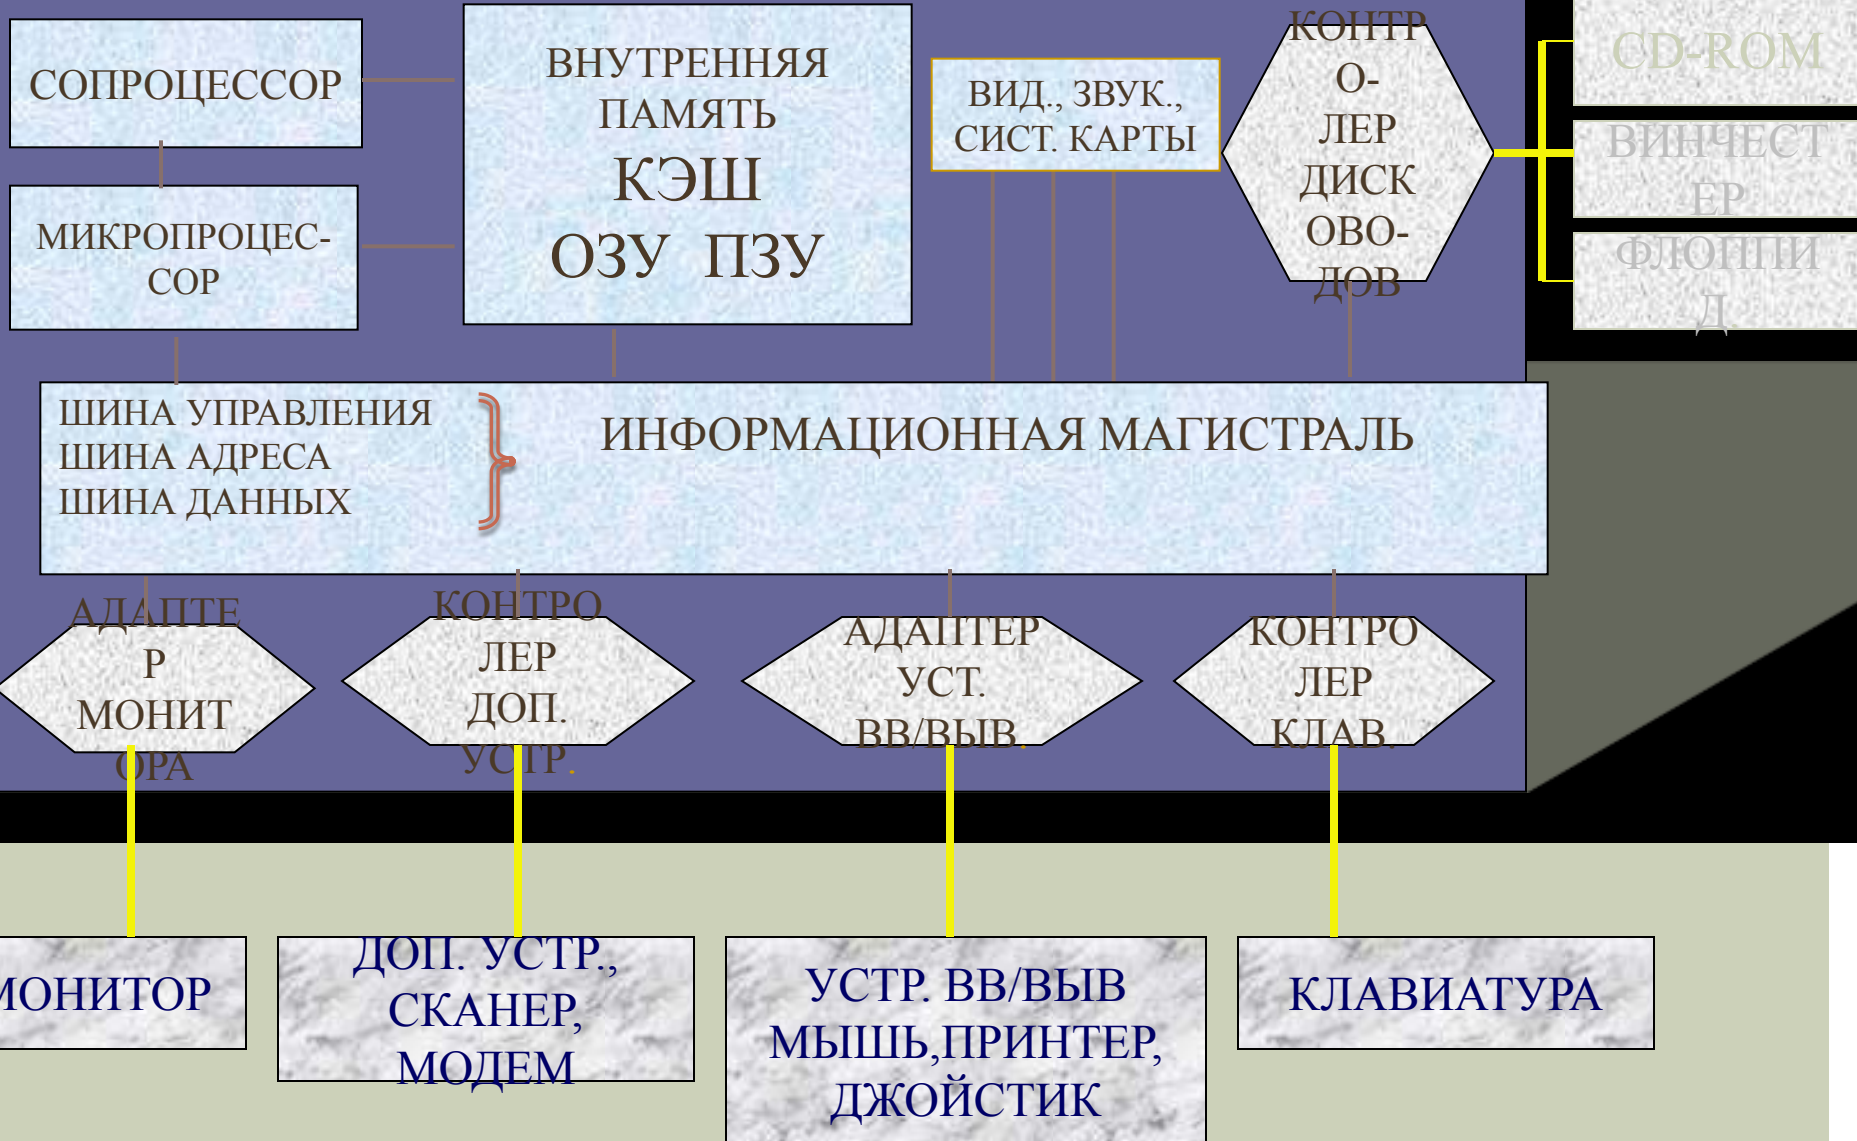 СОПРОЦЕССОР
МИКРОПРОЦЕС-
СОР
ВНУТРЕННЯЯ
ПАМЯТЬ
КЭШ
ОЗУ ПЗУ
ВИД., ЗВУК.,
СИСТ. КАРТЫ
КОНТР
О-
ЛЕР
ДИСК
ОВО-
ДОВ
CD-ROM
ВИНЧЕСТ
ЕР
ФЛОППИ
Д.
ШИНА УПРАВЛЕНИЯ
ШИНА АДРЕСА
ШИНА ДАННЫХ
ИНФОРМАЦИОННАЯ МАГИСТРАЛЬ
АДАПТЕ
Р
МОНИТ
ОРА
КОНТРО
ЛЕР
ДОП.
УСТР.
АДАПТЕР
УСТ.
ВВ/ВЫВ.
КОНТРО
ЛЕР
КЛАВ.
МОНИТОР
ДОП. УСТР.,
СКАНЕР,
МОДЕМ
УСТР. ВВ/ВЫВ
МЫШЬ,ПРИНТЕР,
ДЖОЙСТИК
КЛАВИАТУРА